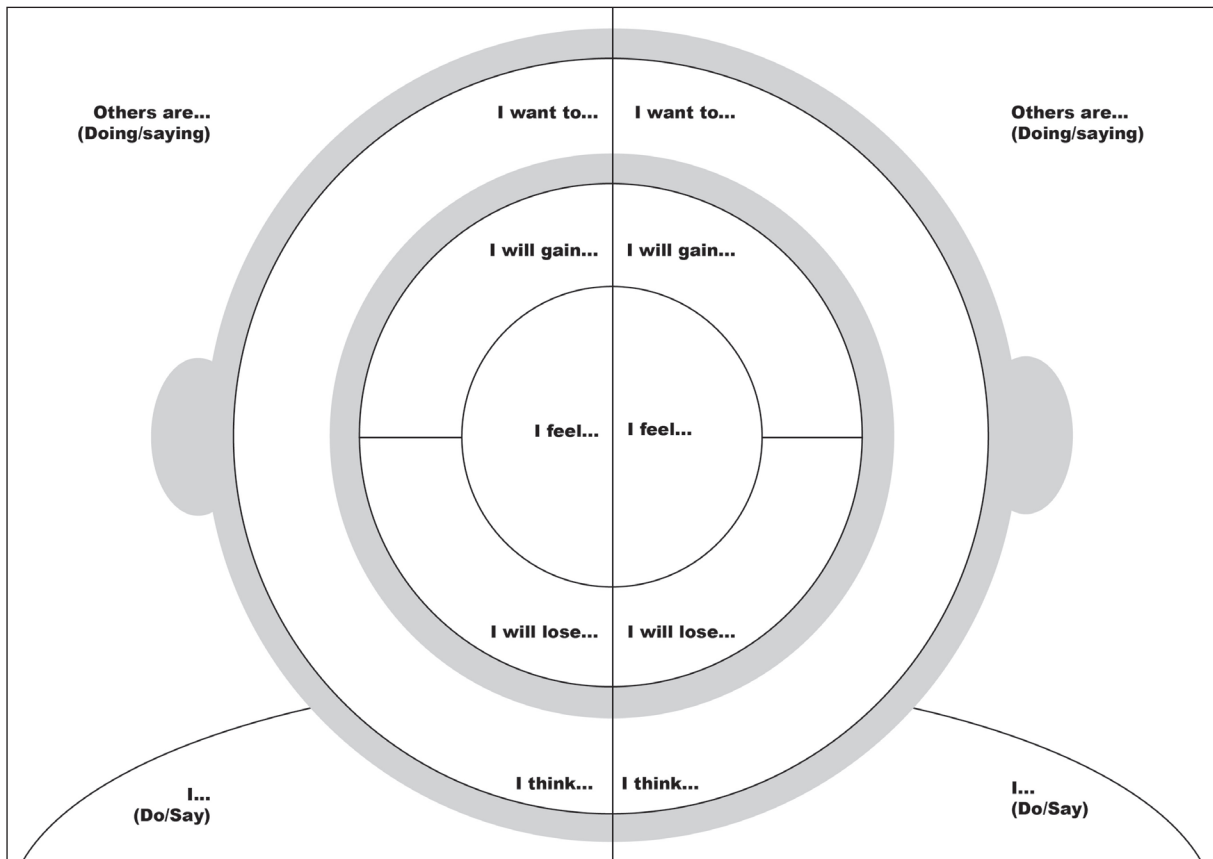 Others are...
(Doing/saying)
I want to...
I want to...
Others are...
(Doing/saying)
I will gain...
I will gain...
I feel...
I feel...
I will lose...
I will lose...
I think...
I think...
I...
(Do/Say)
I...
(Do/Say)